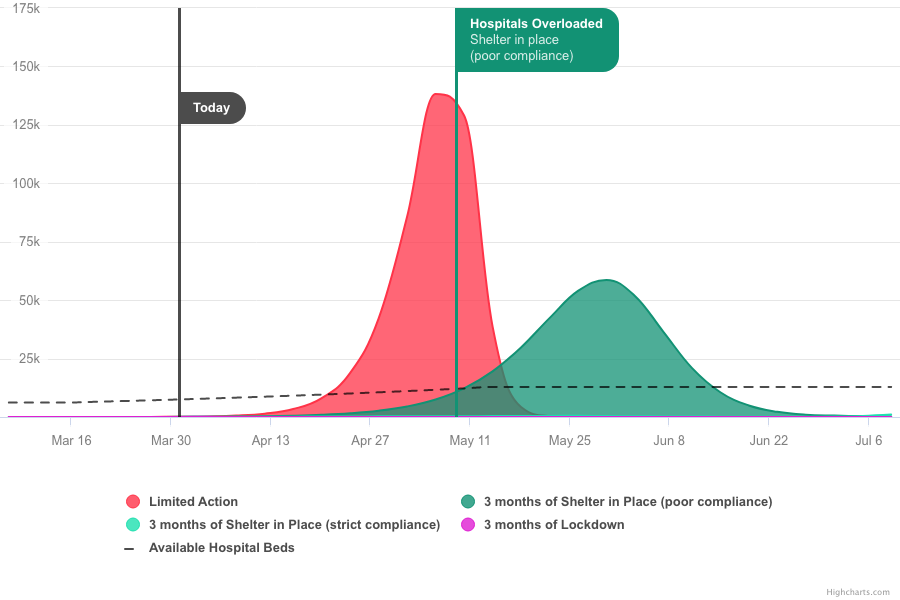 175k
Hospitals Overloaded
Shelter in place
(poor compliance)
150k
Today
125k
100k
75k
50k
25k
Mar 16 Mar 30 Apr 13 Apr 27 May 11 May 25 Jun 8 Jun 22 Jul 6
Limited Action 3 months of Shelter in Place (poor compliance)
3 months of Shelter in Place (strict compliance) 3 months of Lockdown
Available Hospital Beds
Highcharts.com